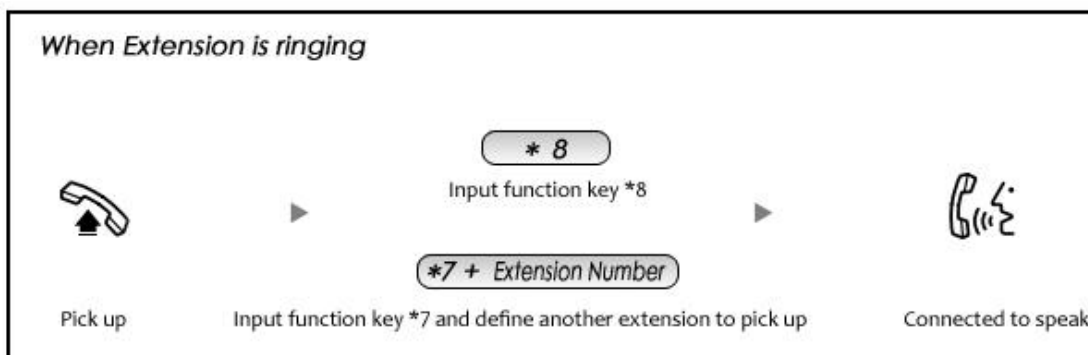 When Extension is ringing
* 8
Input function key *8
*7 + Extension Number
Pick up
Input function key *7 and define another extension to pick up
Connected to speak